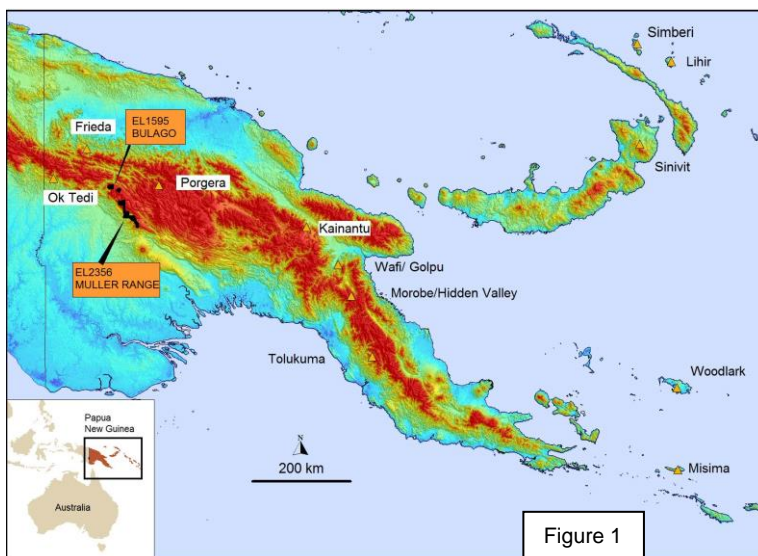 Simberi
Lihir
EL1595
BULAGO
Frieda
Sinivit
Ok Tedi
Porgera
Kainantu
EL2356
MULLER RANGE
Wafi/ Golpu
Morobe/Hidden Valley
Tolukuma
Woodlark
Papua
New Guinea
Australia
N
200 km
Misima
Figure 1